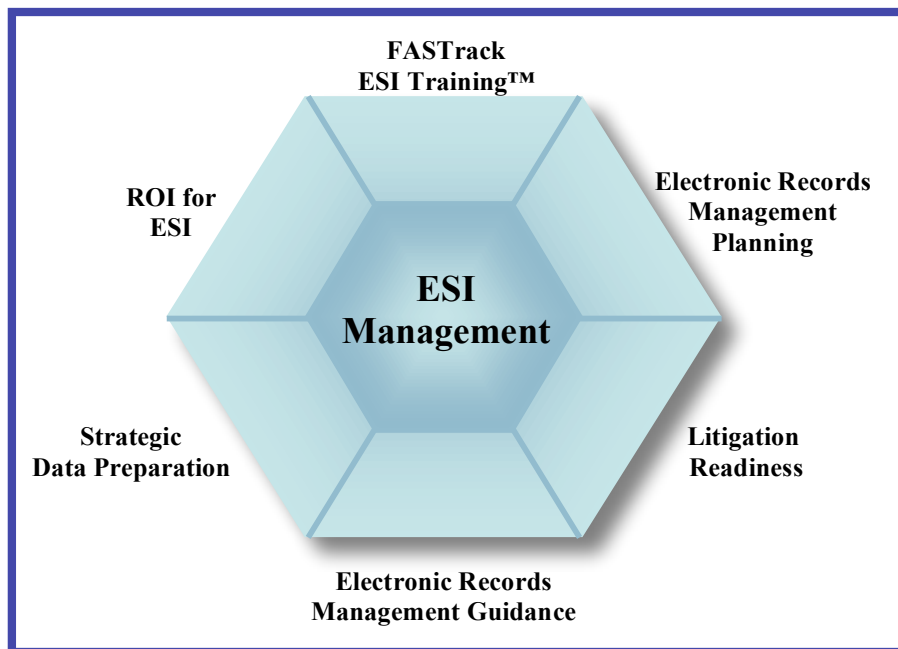 FASTrack
ESI Training™
ROI for
ESI
Electronic Records
Management
Planning
ESI
Management
Strategic
Data Preparation
Litigation
Readiness
Electronic Records
Management Guidance